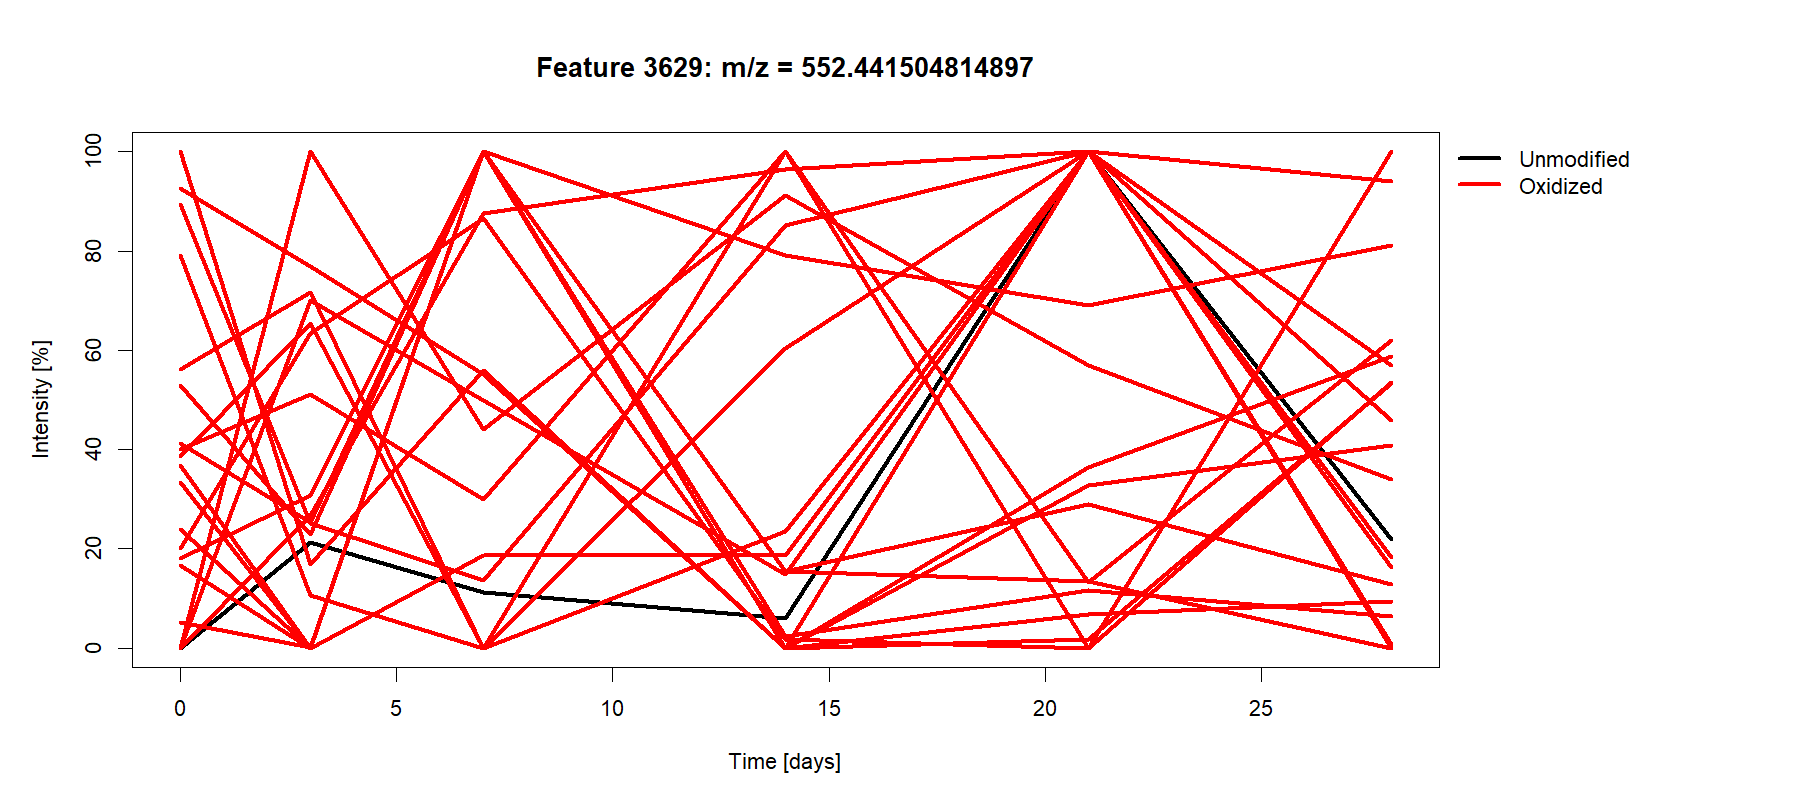 Feature 3629: m/z = 552.441504814897
Unmodified
Oxidized
Intensity [%]
100
80
60
40
20
0
0 5 10 15 20 25
Time [days]